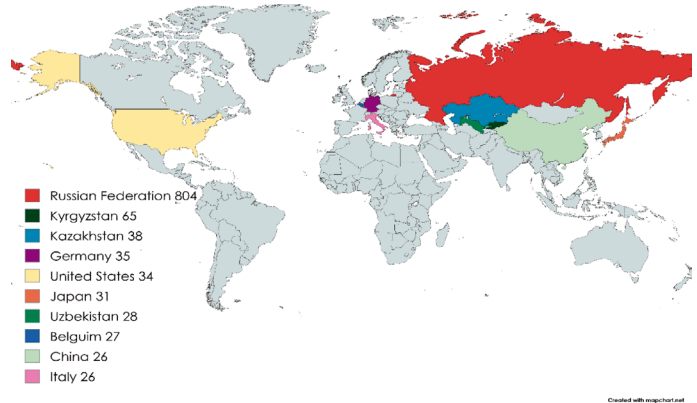 Russian Federation 804
Kyrgyzstan 65
Kazakhstan 38
Germany 35
United States 34
Japan 31
Uzbekistan 28
Belguim 27
China 26
Italy 26
Created with mapchart.net